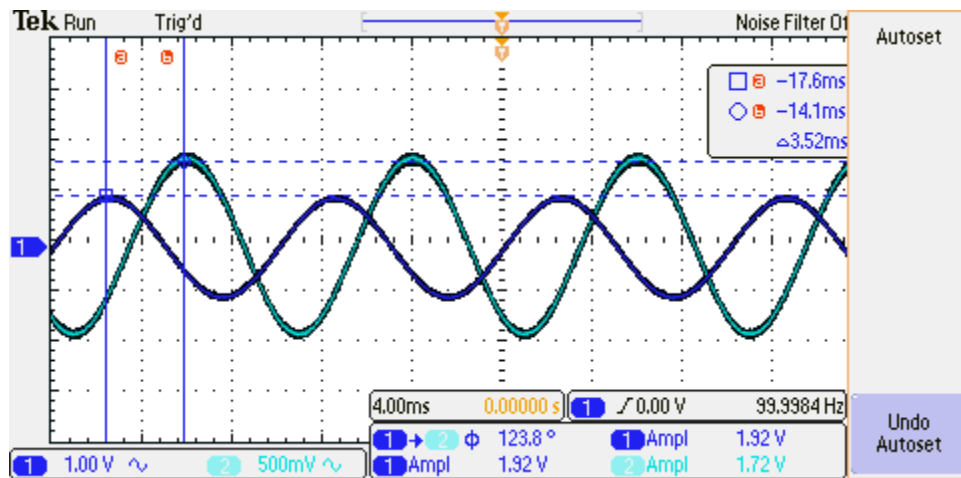 Tek Run Trig'd Noise Filter Of
Autoset
a b
T
T
a -17.6ms
b -14.1ms
△3.52ms
1
4.00ms 0.00000 s
1 ƒ 0.00 V 99.9984 Hz
1 → 2 ϕ 123.8 ° 1 Ampl 1.92 V
1 Ampl 1.92 V 2 Ampl 1.72 V
1 1.00 V ∿ 2 500mV ∿
Undo
Autoset